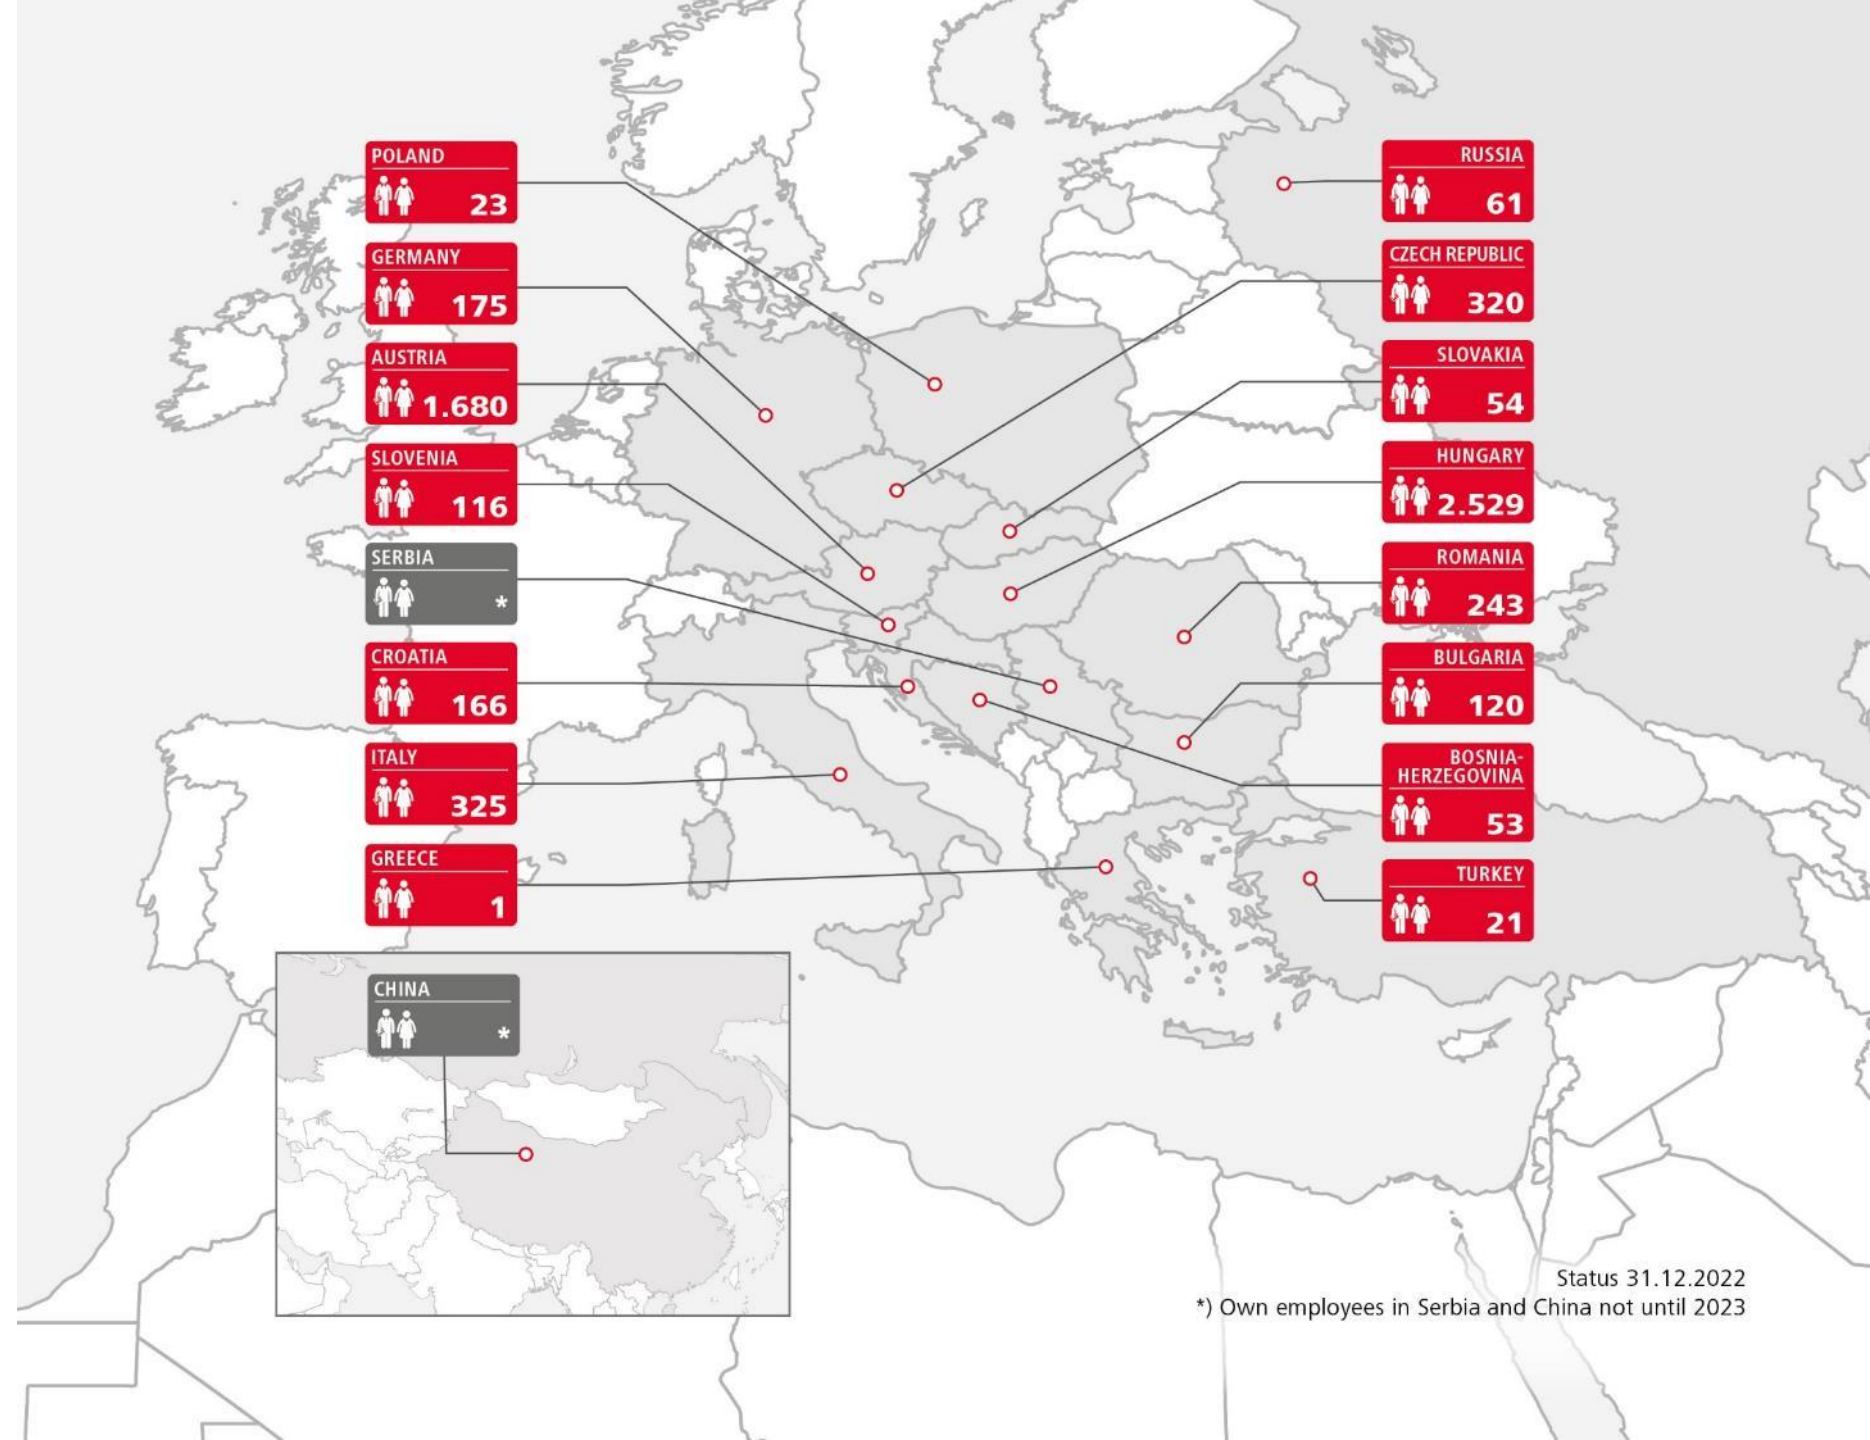 POLAND
23
GERMANY
175
AUSTRIA
1.680
SLOVENIA
116
SERBIA
*
CROATIA
166
ITALY
325
GREECE
1
CHINA
*
RUSSIA
61
CZECH REPUBLIC
320
SLOVAKIA
54
HUNGARY
2.529
ROMANIA
243
BULGARIA
120
BOSNIA-
HERZEGOVINA
53
TURKEY
21
Status 31.12.2022
*) Own employees in Serbia and China not until 2023